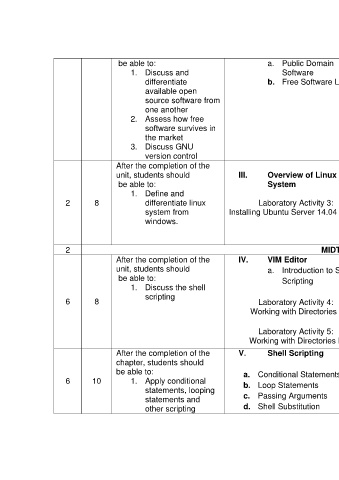 be able to:
1. Discuss and
differentiate
available open
source software from
one another
2. Assess how free
software survives in
the market
3. Discuss GNU
version control
a. Public Domain
Software
b. Free Software L
2
8
After the completion of the
unit, students should
be able to:
1. Define and
differentiate linux
system from
windows.
III. Overview of Linux
System
Laboratory Activity 3:
Installing Ubuntu Server 14.04
2
MIDT
6
8
After the completion of the
unit, students should
be able to:
1. Discuss the shell
scripting
IV. VIM Editor
a. Introduction to S
Scripting
Laboratory Activity 4:
Working with Directories
Laboratory Activity 5:
Working with Directories
6
10
After the completion of the
chapter, students should
be able to:
1. Apply conditional
statements, looping
statements and
other scripting
V. Shell Scripting
a. Conditional Statements
b. Loop Statements
c. Passing Arguments
d. Shell Substitution